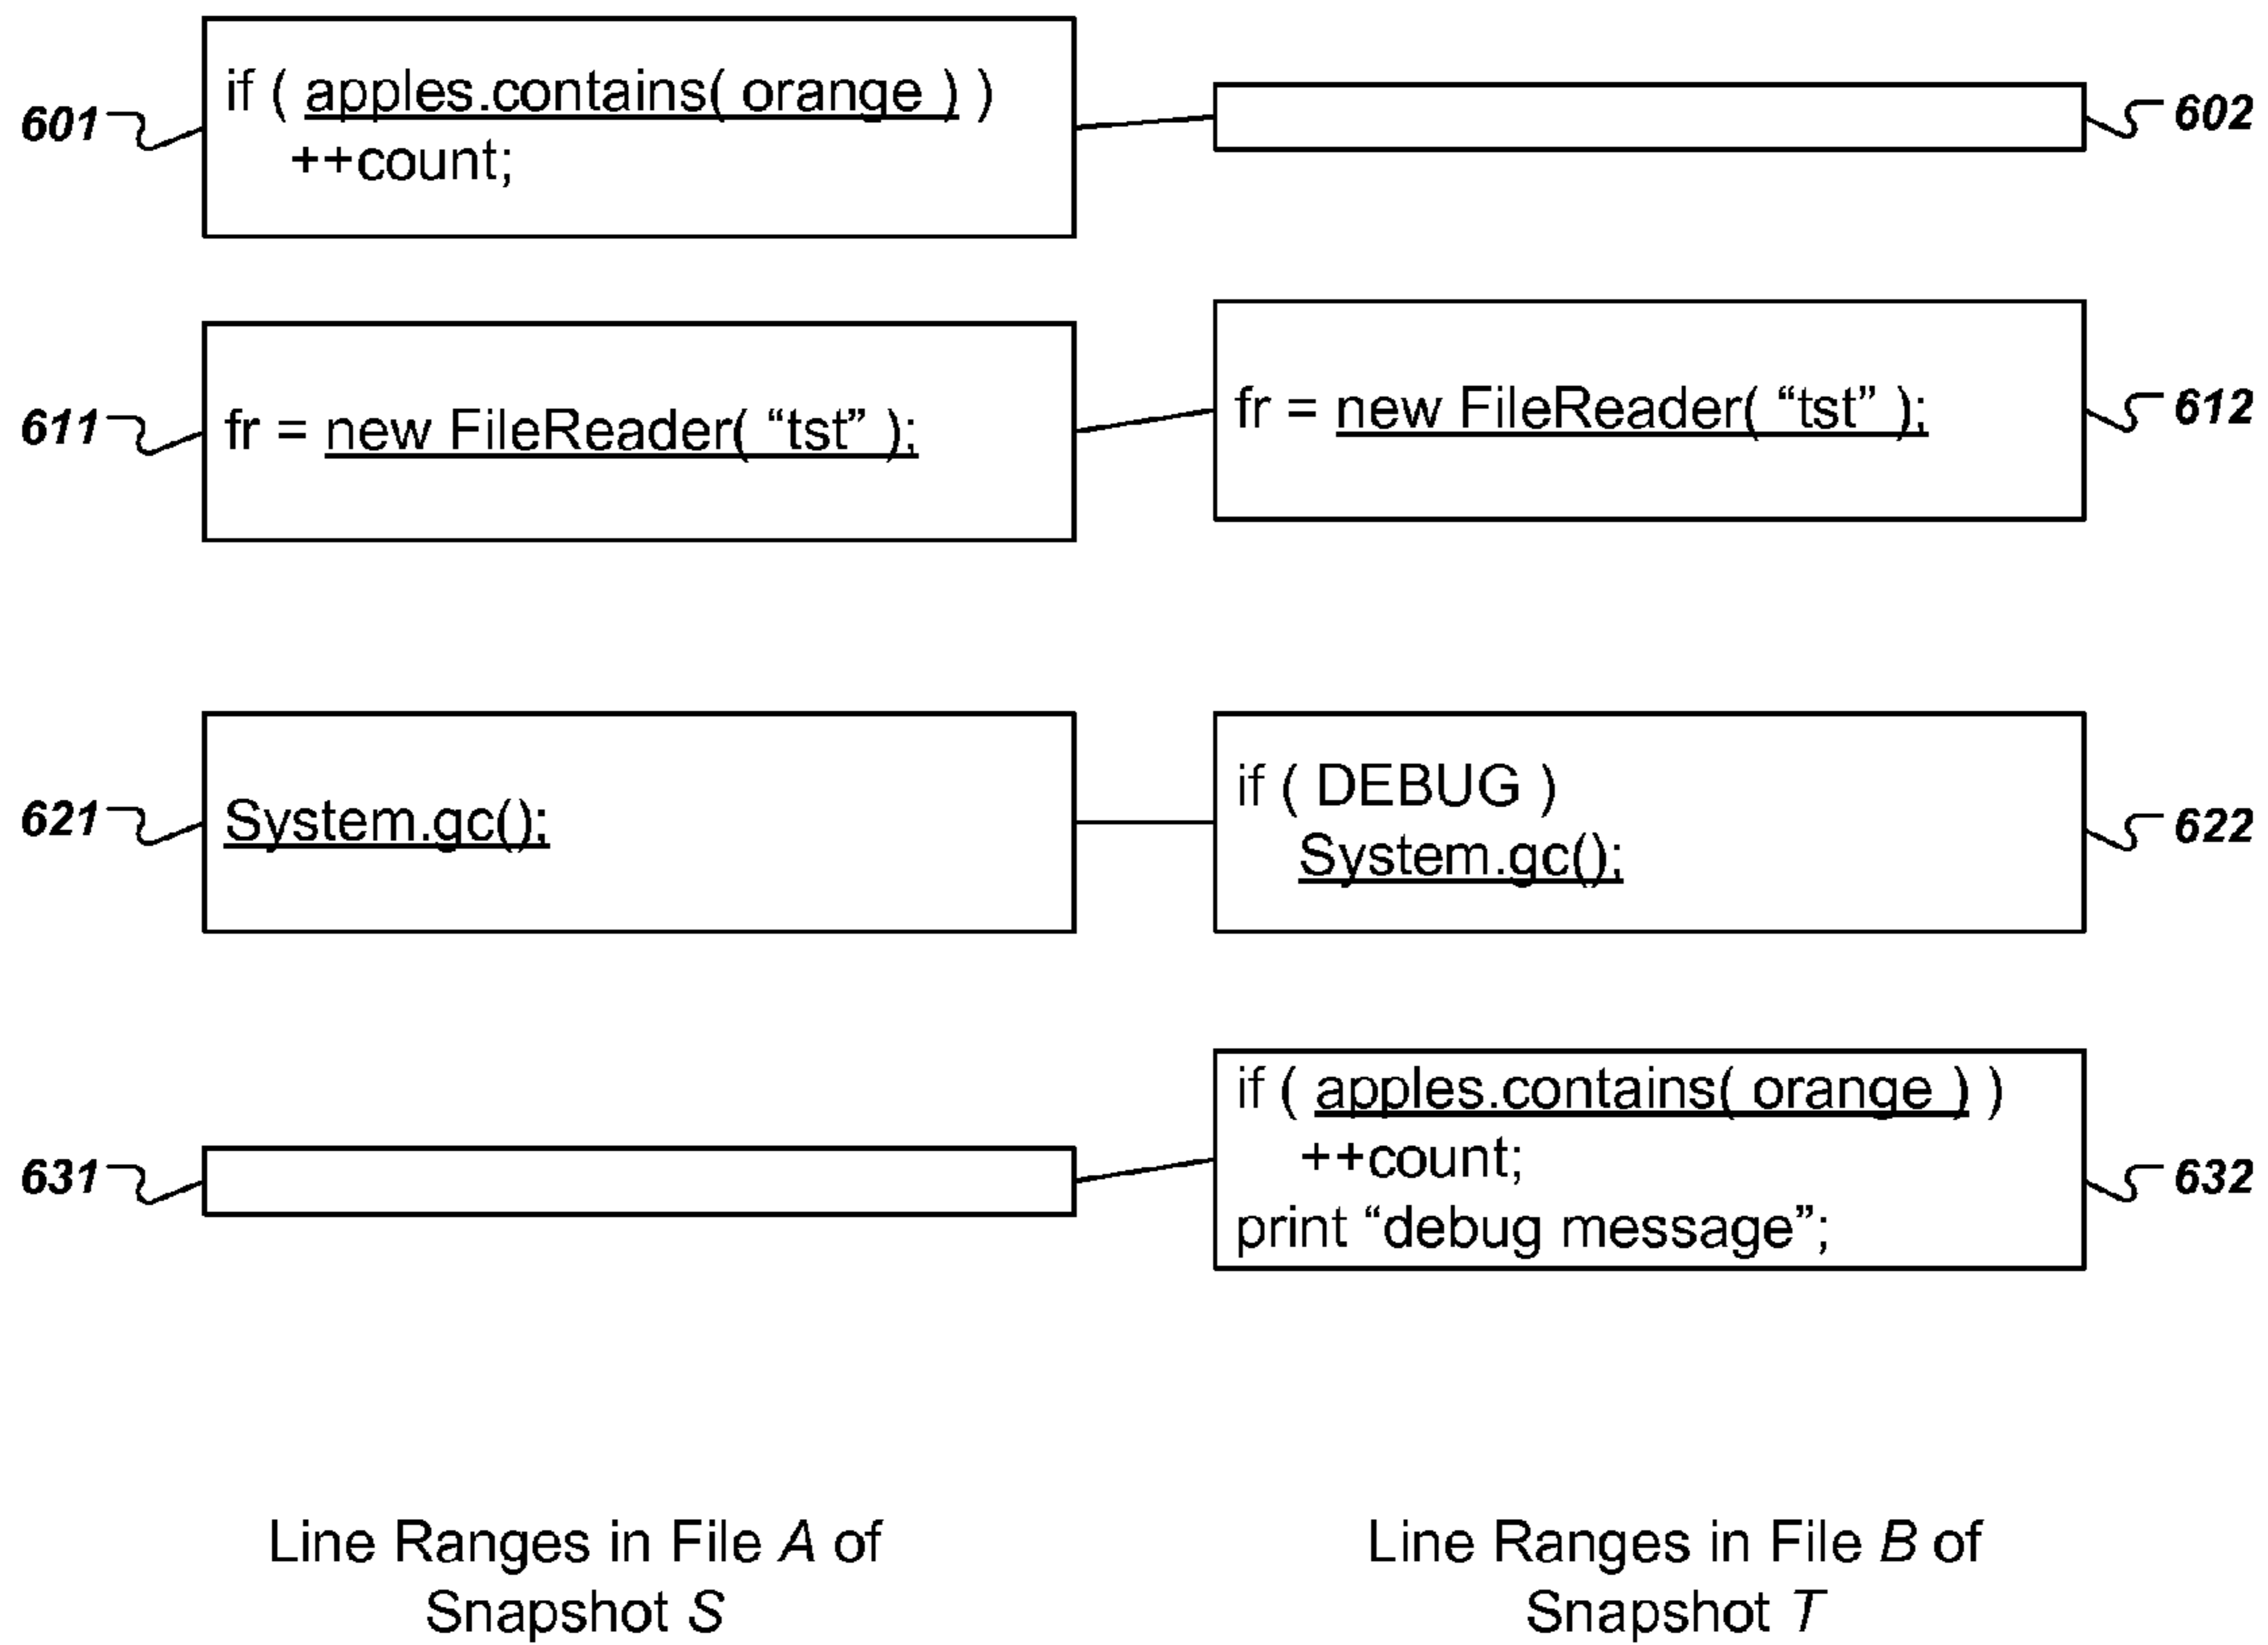 601
if ( apples.contains( orange ) )
++count;
602
611
fr = new FileReader( “tst” );
fr = new FileReader( “tst” );
612
621
System.gc();
if ( DEBUG )
System.gc();
622
631
if ( apples.contains( orange ) )
++count;
print “debug message”;
632
Line Ranges in File A of
Snapshot S
Line Ranges in File B of
Snapshot T